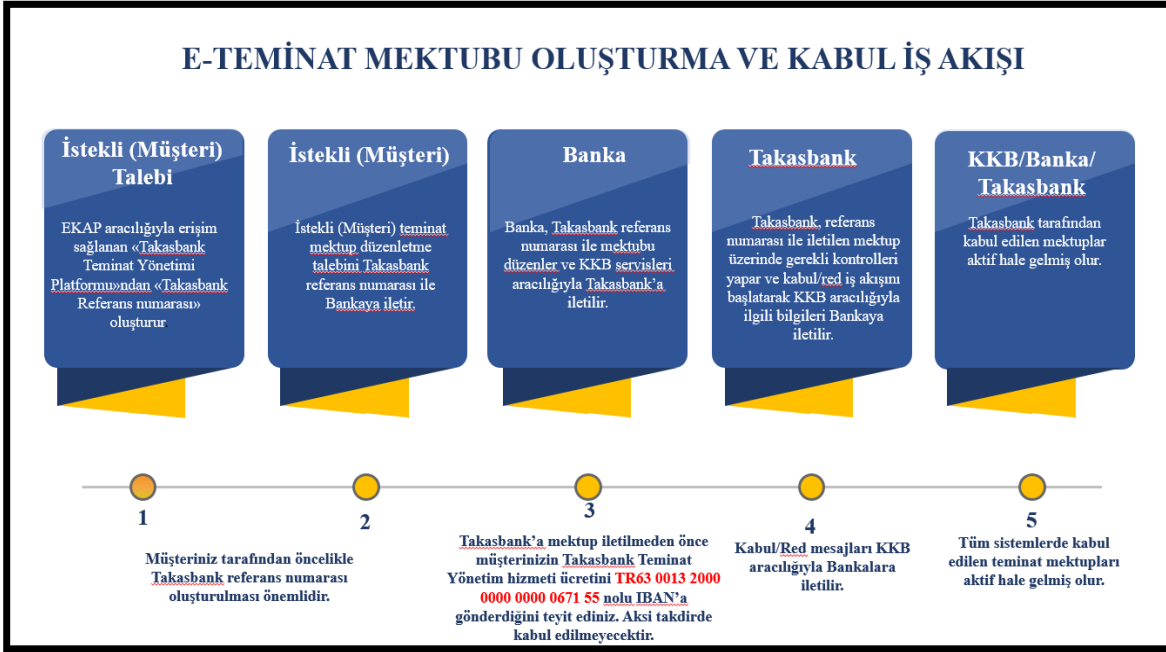 E-TEMİNAT MEKTUBU OLUŞTURMA VE KABUL İŞ AKIŞI
İstekli (Müşteri)
Talebi
EKAP aracılığıyla erişim
sağlanan «Takasbank
Teminat Yönetimi
Platformu»ndan «Takasbank
Referans numarası»
oluşturur
İstekli (Müşteri)
İstekli (Müşteri) teminat
mektup düzenletme
talebini Takasbank
referans numarası ile
Bankaya iletir.
Banka
Banka, Takasbank referans
numarası ile mektubu
düzenler ve KKB servisleri
aracılığıyla Takasbank’a
iletilir.
Takasbank
Takasbank, referans
numarası ile iletilen mektup
üzerinde gerekli kontrolleri
yapar ve kabul/red iş akışını
başlatarak KKB aracılığıyla
ilgili bilgileri Bankaya
iletilir.
KKB/Banka/
Takasbank
Takasbank tarafından
kabul edilen mektuplar
aktif hale gelmiş olur.
1
Müşteriniz tarafından öncelikle
Takasbank referans numarası
oluşturulması önemlidir.
2
3
Takasbank’a mektup iletilmeden önce
müşterinizin Takasbank Teminat
Yönetim hizmeti ücretini TR63 0013 2000
0000 0000 0671 55 nolu IBAN’a
gönderdiğini teyit ediniz. Aksi takdirde
kabul edilmeyecektir.
4
Kabul/Red mesajları KKB
aracılığıyla Bankalara
iletilir.
5
Tüm sistemlerde kabul
edilen teminat mektupları
aktif hale gelmiş olur.